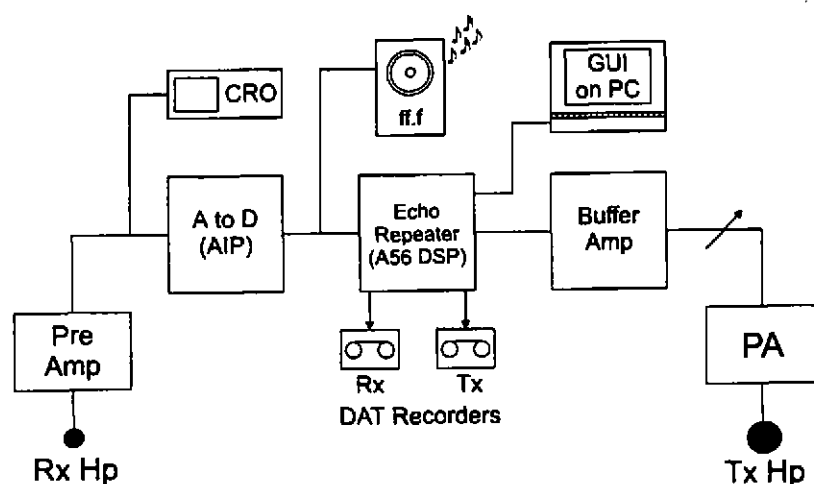 CRO
ff.f
GUI
on PC
A to D
(AIP)
Echo
Repeater
(A56 DSP)
Buffer
Amp
Pre
Amp
PA
Rx
Tx
DAT Recorders
Rx Hp
Tx Hp